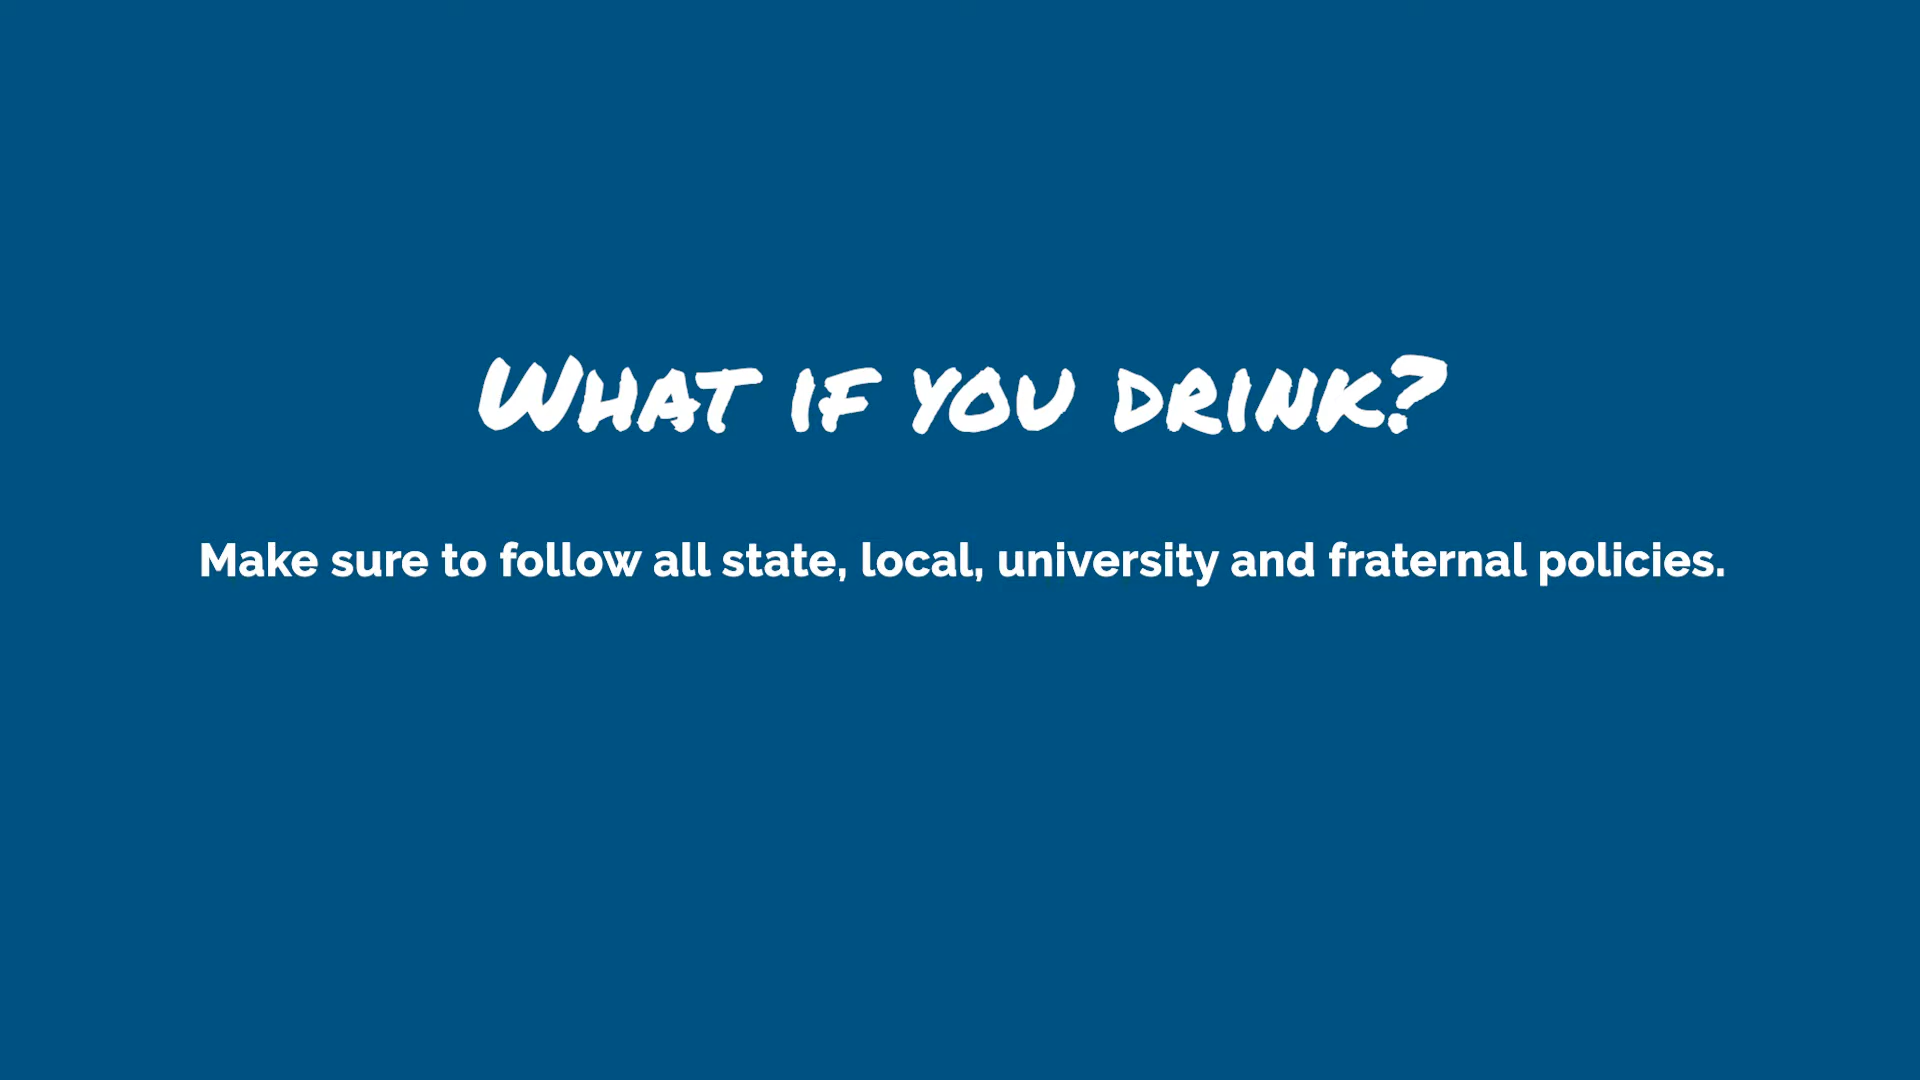 What if you drink?
Make sure to follow all state, local, university and fraternal policies.